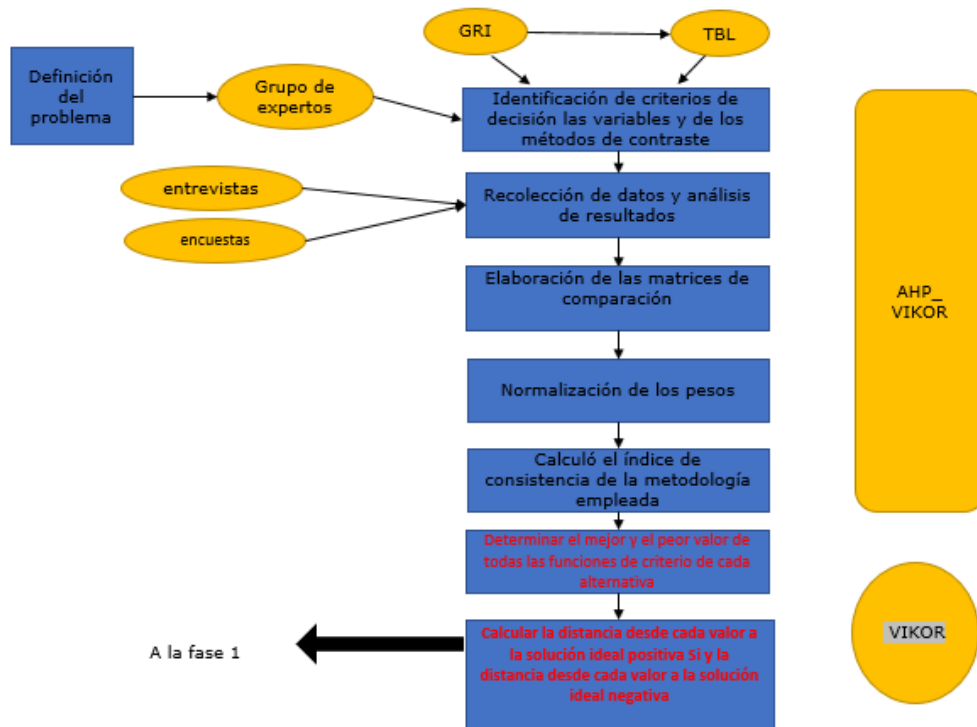 GRI
TBL
Definición
del
problema
Grupo de
expertos
Identificación de criterios de
decisión las variables y de los
métodos de contraste
entrevistas
encuestas
Recolección de datos y análisis
de resultados
Elaboración de las matrices de
comparación
AHP_
VIKOR
Normalización de los pesos
Calculó el índice de
consistencia de la metodología
empleada
Determinar el mejor y el peor valor de
todas las funciones de criterio de cada
alternativa
Calcular la distancia desde cada valor a
la solución ideal positiva Si y la
distancia desde cada valor a la solución
ideal negativa
VIKOR
A la fase 1